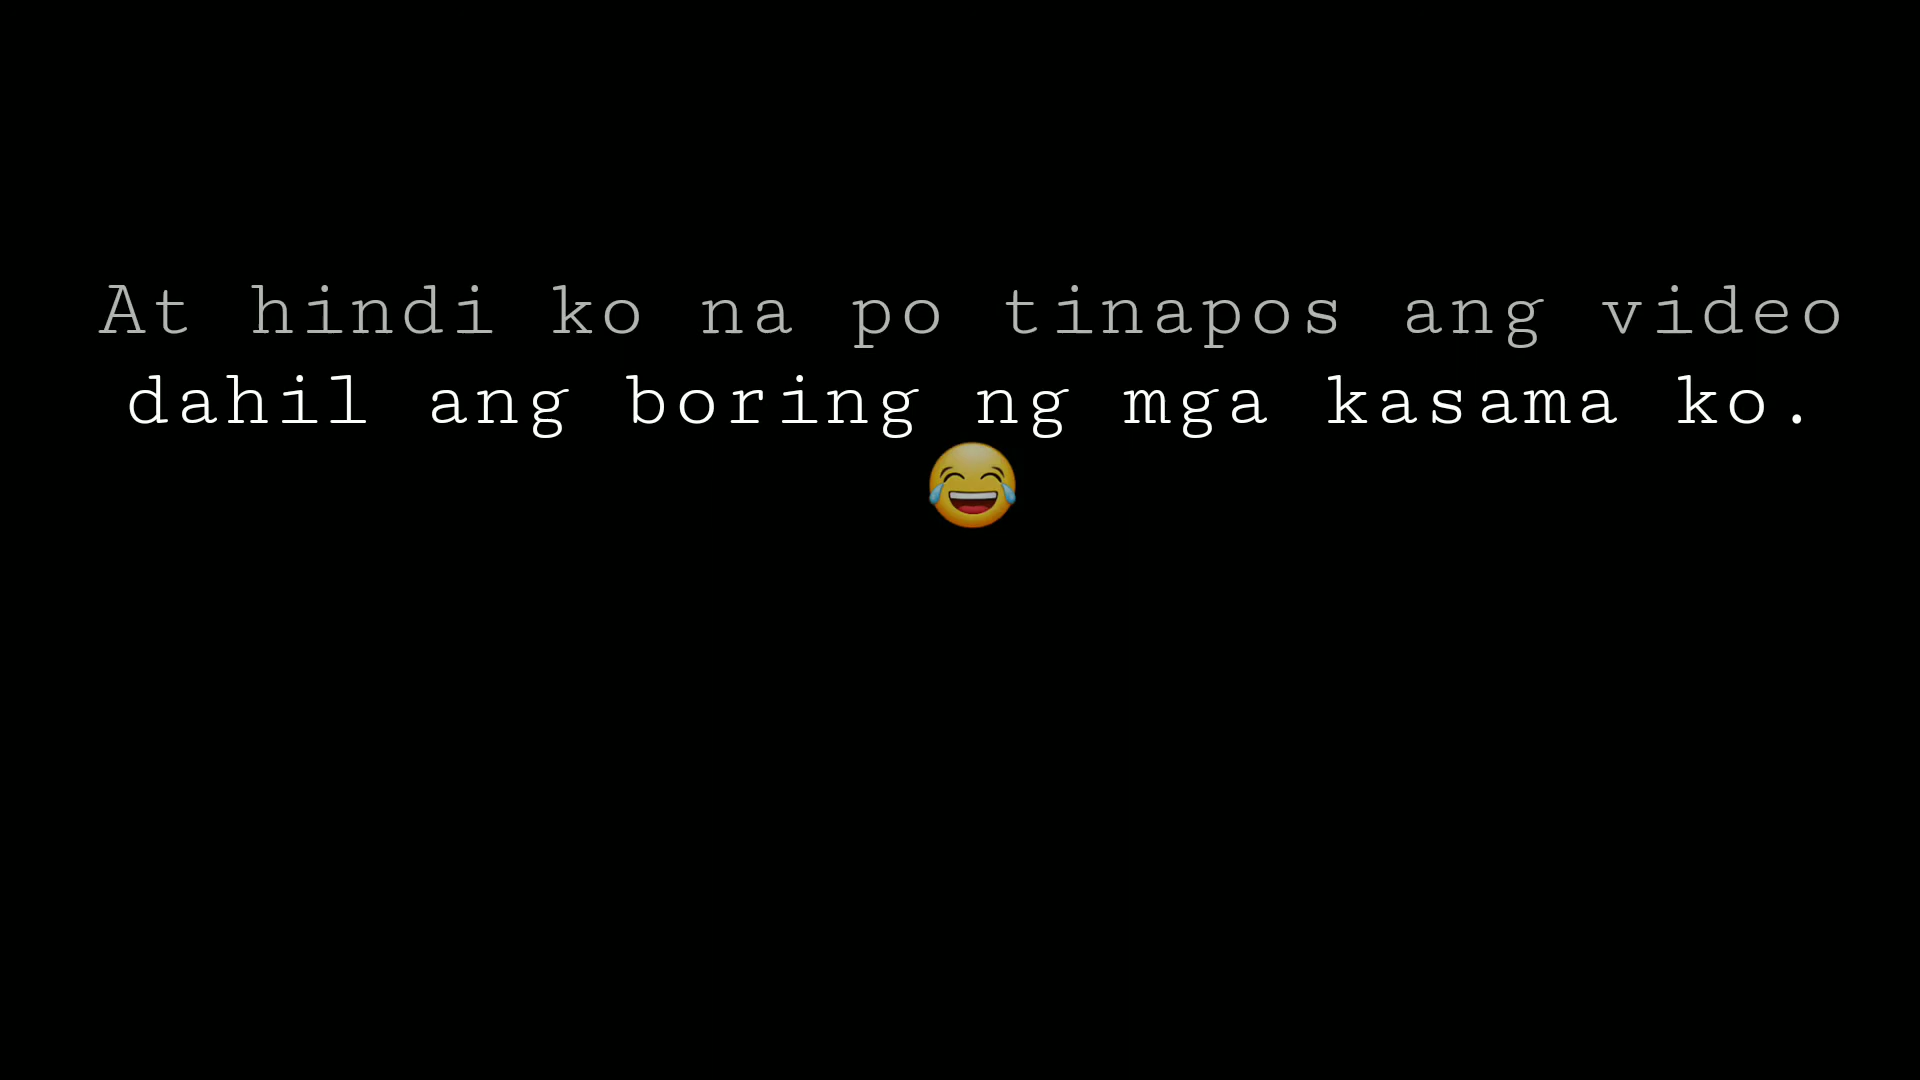 At hindi ko na po tinapos ang video
dahil ang boring ng mga kasama ko.
😂